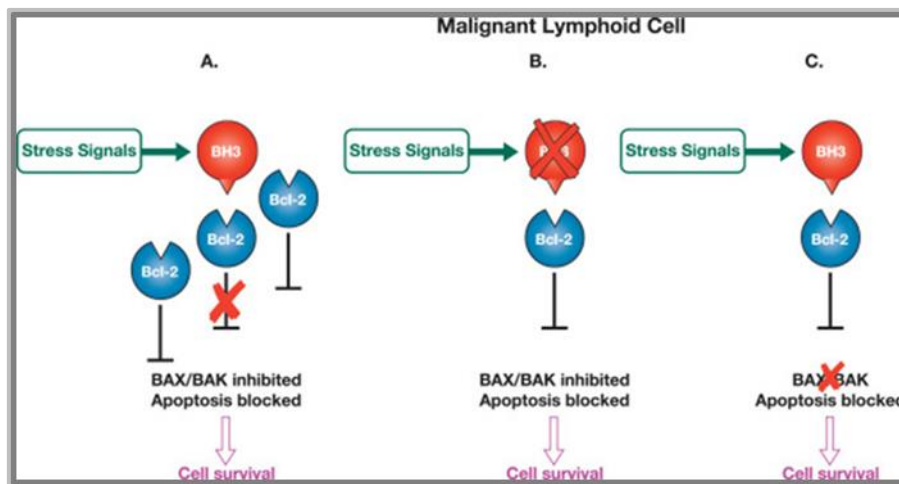 Malignant Lymphoid Cell
A.
B.
C.
Stress Signals
BH3
Bcl-2
Bcl-2
Bcl-2
BAX/BAK inhibited
Apoptosis blocked
Cell survival
Stress Signals
Bcl-2
BAX/BAK inhibited
Apoptosis blocked
Cell survival
Stress Signals
BH3
Bcl-2
BAX/BAK
Apoptosis blocked
Cell survival